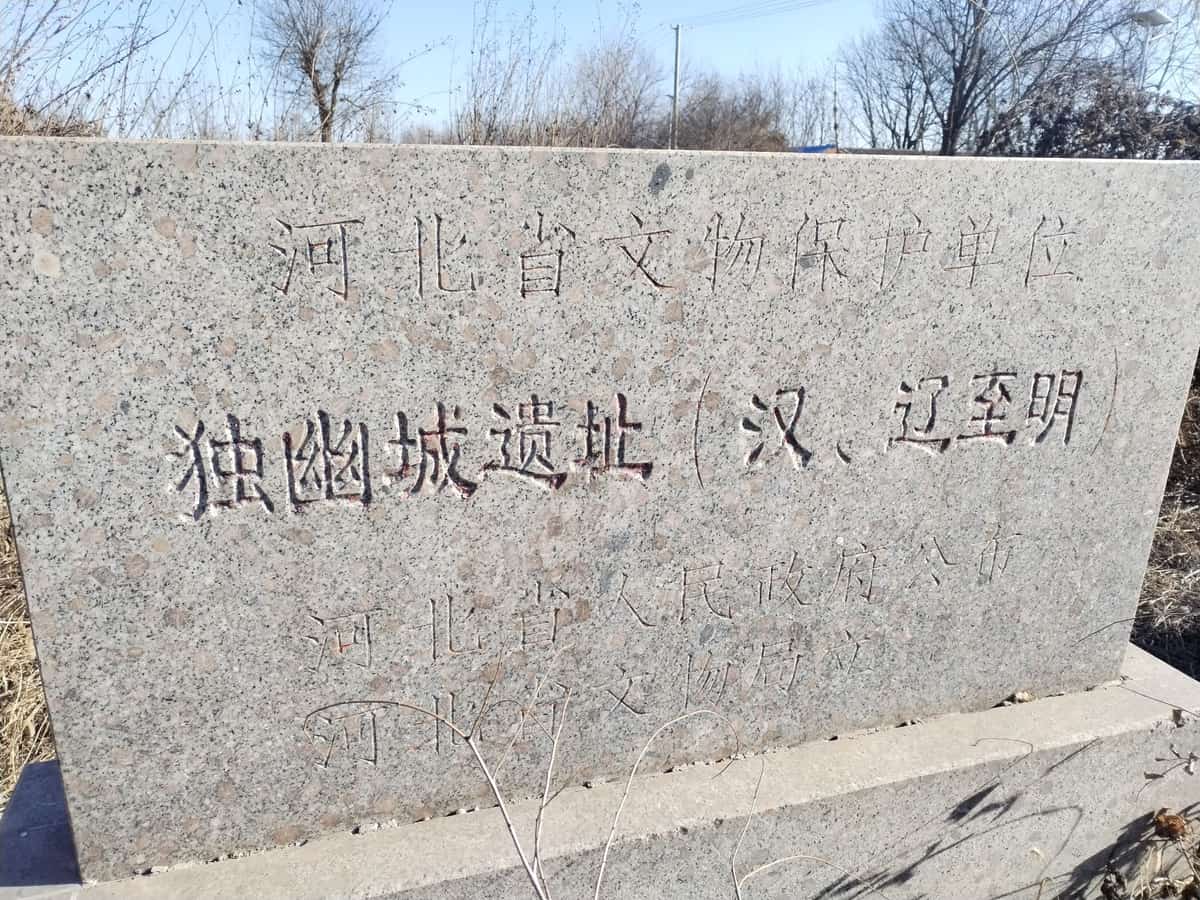 河北省文物保护单位
独幽城遗址（汉、辽至明）
河北省人民政府公布
河北省文物局立